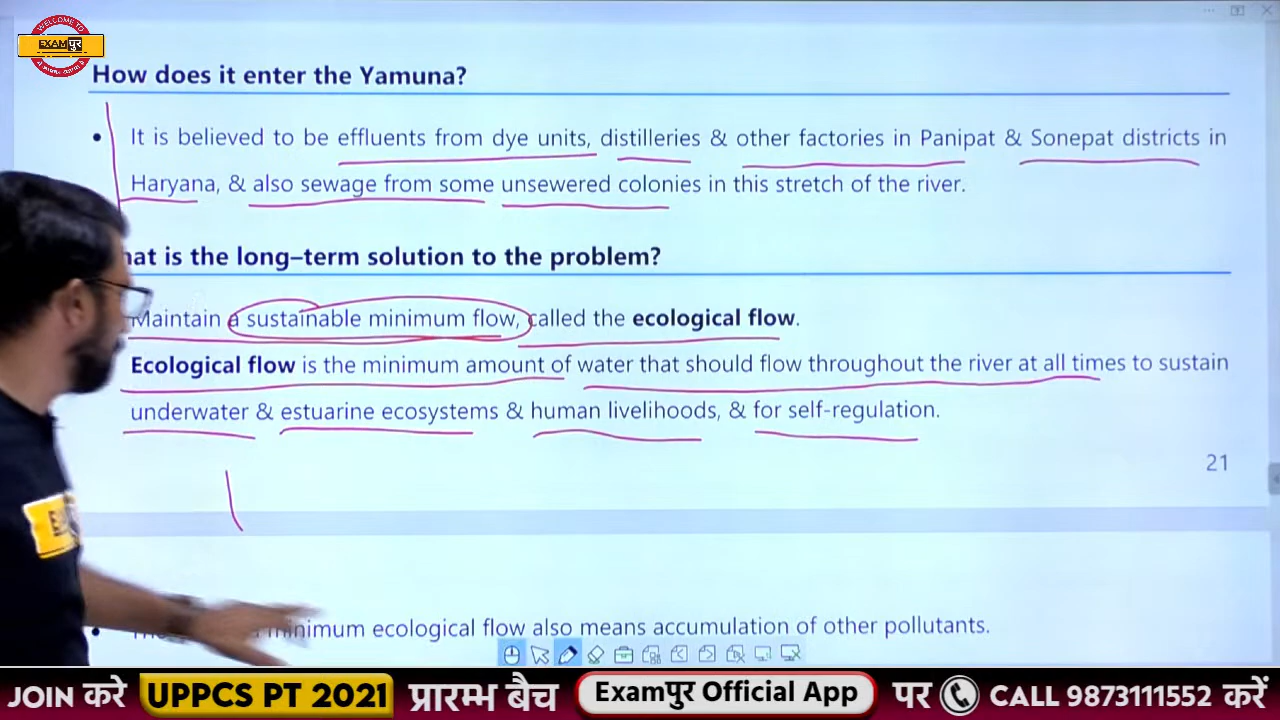 WELCOME TO
EXAMपुर
How does it enter the Yamuna?
• It is believed to be effluents from dye units, distilleries & other factories in Panipat & Sonepat districts in
Haryana, & also sewage from some unsewered colonies in this stretch of the river.
hat is the long–term solution to the problem?
Maintain a sustainable minimum flow, called the ecological flow.
Ecological flow is the minimum amount of water that should flow throughout the river at all times to sustain
underwater & estuarine ecosystems & human livelihoods, & for self-regulation.
21
• minimum ecological flow also means accumulation of other pollutants.
JOIN करे UPPCS PT 2021 प्रारम्भ बैच Examपुर Official App पर CALL 9873111552 करें